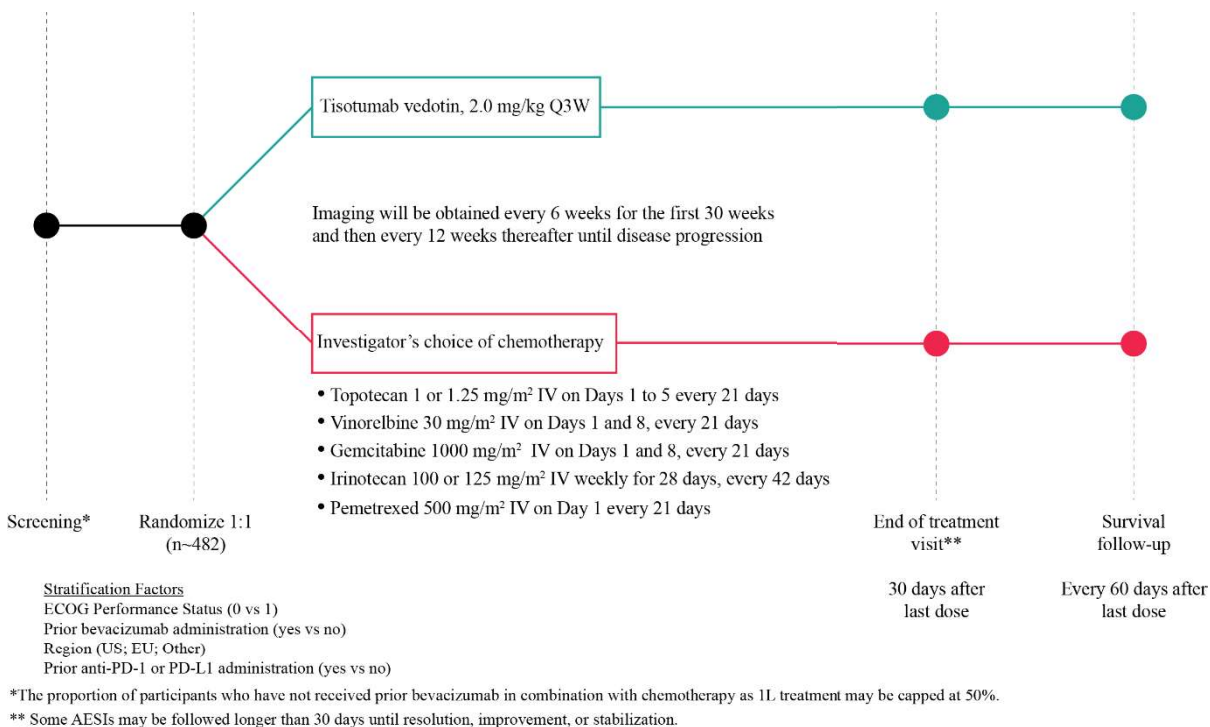 Tisotumab vedotin, 2.0 mg/kg Q3W
Imaging will be obtained every 6 weeks for the first 30 weeks
and then every 12 weeks thereafter until disease progression
Investigator's choice of chemotherapy
• Topotecan 1 or 1.25 mg/m² IV on Days 1 to 5 every 21 days
• Vinorelbine 30 mg/m² IV on Days 1 and 8, every 21 days
• Gemcitabine 1000 mg/m² IV on Days 1 and 8, every 21 days
• Irinotecan 100 or 125 mg/m² IV weekly for 28 days, every 42 days
• Pemetrexed 500 mg/m² IV on Day 1 every 21 days
Screening*
Randomize 1:1
(n~482)
End of treatment
visit**
Survival
follow-up
30 days after
last dose
Every 60 days after
last dose
Stratification Factors
ECOG Performance Status (0 vs 1)
Prior bevacizumab administration (yes vs no)
Region (US; EU; Other)
Prior anti-PD-1 or PD-L1 administration (yes vs no)
*The proportion of participants who have not received prior bevacizumab in combination with chemotherapy as 1L treatment may be capped at 50%.
** Some AESIs may be followed longer than 30 days until resolution, improvement, or stabilization.